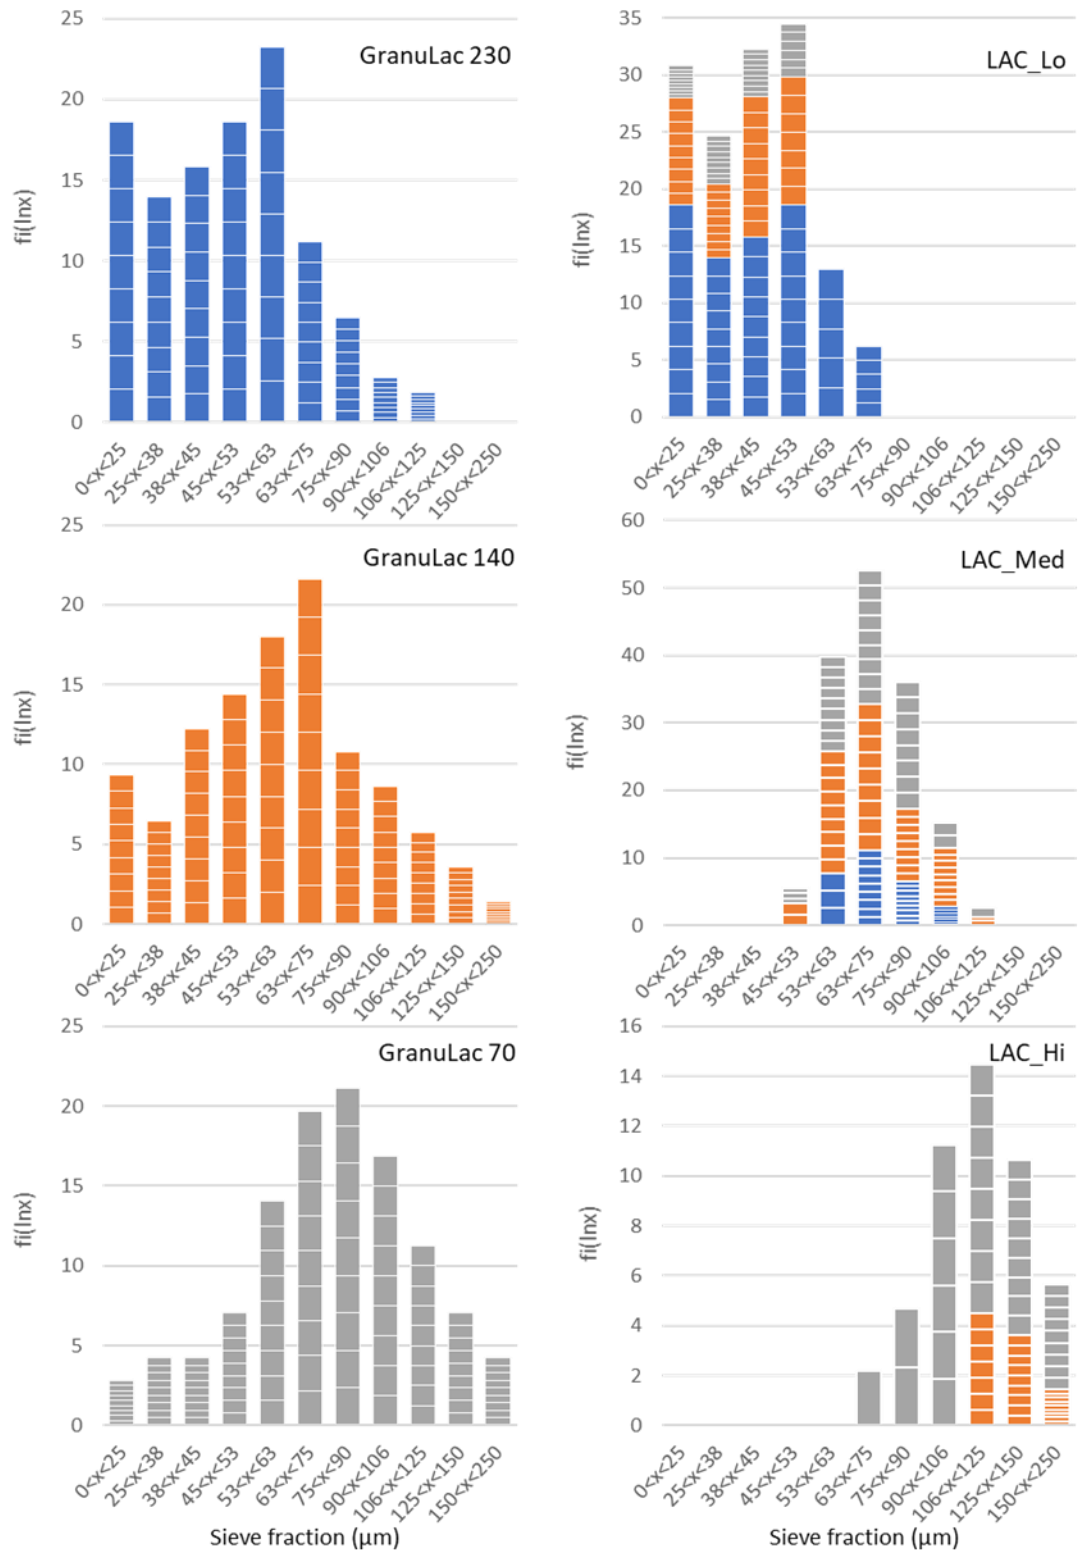 GranuLac 230
fi(lnx)
25
20
15
10
5
0
0<x<25
25<x<38
38<x<45
45<x<53
53<x<63
63<x<75
75<x<90
90<x<106
106<x<125
125<x<150
150<x<250
LAC_Lo
fi(lnx)
35
30
25
20
15
10
5
0
0<x<25
25<x<38
38<x<45
45<x<53
53<x<63
63<x<75
75<x<90
90<x<106
106<x<125
125<x<150
150<x<250
GranuLac 140
fi(lnx)
25
20
15
10
5
0
0<x<25
25<x<38
38<x<45
45<x<53
53<x<63
63<x<75
75<x<90
90<x<106
106<x<125
125<x<150
150<x<250
LAC_Med
fi(lnx)
60
50
40
30
20
10
0
0<x<25
25<x<38
38<x<45
45<x<53
53<x<63
63<x<75
75<x<90
90<x<106
106<x<125
125<x<150
150<x<250
GranuLac 70
fi(lnx)
25
20
15
10
5
0
0<x<25
25<x<38
38<x<45
45<x<53
53<x<63
63<x<75
75<x<90
90<x<106
106<x<125
125<x<150
150<x<250
Sieve fraction (µm)
LAC_Hi
fi(lnx)
16
14
12
10
8
6
4
2
0
0<x<25
25<x<38
38<x<45
45<x<53
53<x<63
63<x<75
75<x<90
90<x<106
106<x<125
125<x<150
150<x<250
Sieve fraction (µm)